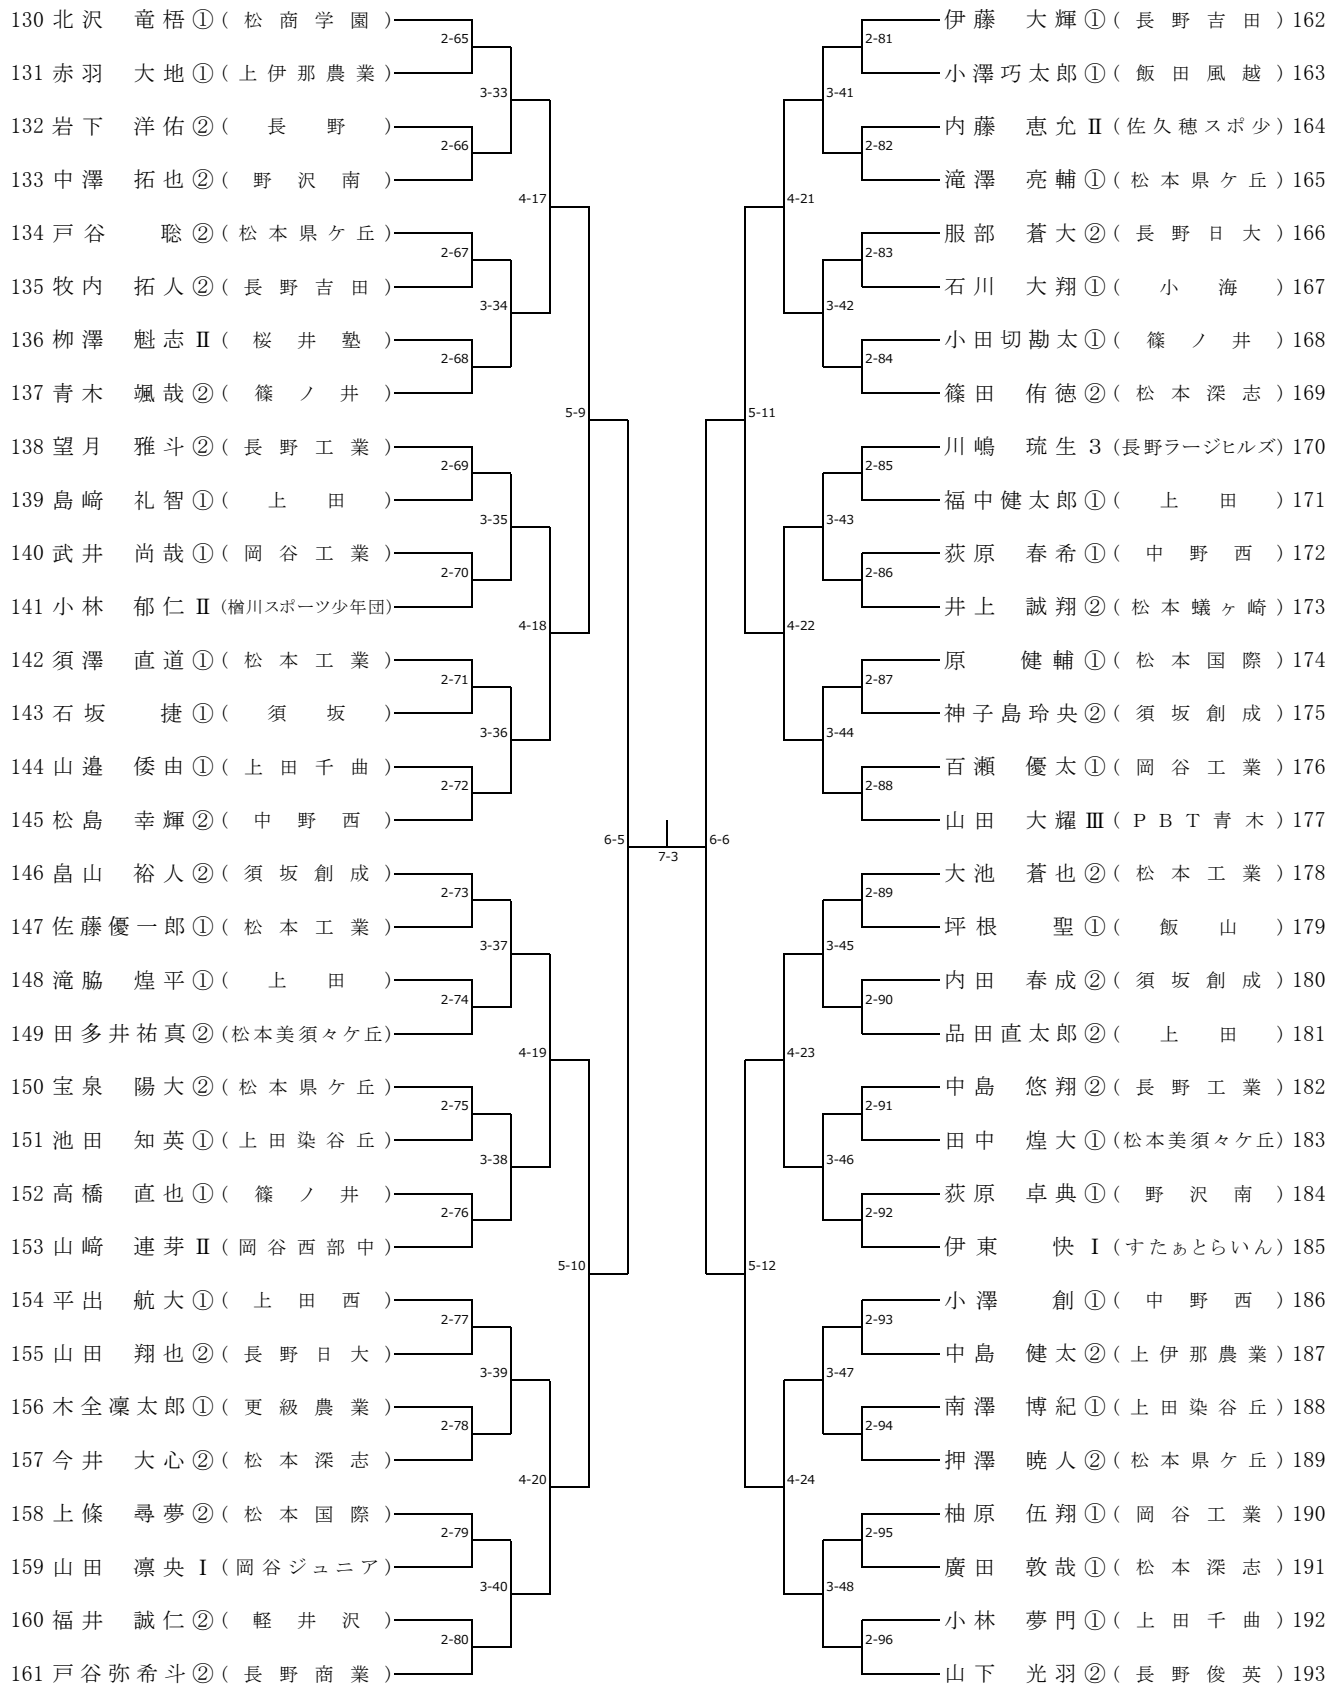 130 北沢 竜梧 ① ( 松商学園 )
2-65
131 赤羽 大地 ① ( 上伊那農業 )
3-33
132 岩下 洋佑 ② ( 長野 )
2-66
133 中澤 拓也 ② ( 野沢南 )
4-17
134 戸谷 聡 ② ( 松本県ケ丘 )
2-67
135 牧内 拓人 ② ( 長野吉田 )
3-34
136 栁澤 魁志 Ⅱ ( 桜井塾 )
2-68
137 青木 颯哉 ② ( 篠ノ井 )
5-9
138 望月 雅斗 ② ( 長野工業 )
2-69
139 島﨑 礼智 ① ( 上田 )
3-35
140 武井 尚哉 ① ( 岡谷工業 )
2-70
141 小林 郁仁 Ⅱ (楢川スポーツ少年団)
4-18
142 須澤 直道 ① ( 松本工業 )
2-71
143 石坂 捷 ① ( 須坂 )
3-36
144 山邉 倭由 ① ( 上田千曲 )
2-72
145 松島 幸輝 ② ( 中野西 )
6-5
7-3
146 畠山 裕人 ② ( 須坂創成 )
2-73
147 佐藤優一郎 ① ( 松本工業 )
3-37
148 滝脇 煌平 ① ( 上田 )
2-74
149 田多井祐真 ② (松本美須々ケ丘)
4-19
150 宝泉 陽大 ② ( 松本県ケ丘 )
2-75
151 池田 知英 ① ( 上田染谷丘 )
3-38
152 高橋 直也 ① ( 篠ノ井 )
2-76
153 山﨑 連芽 Ⅱ ( 岡谷西部中 )
5-10
154 平出 航大 ① ( 上田西 )
2-77
155 山田 翔也 ② ( 長野日大 )
3-39
156 木全凜太郎 ① ( 更級農業 )
2-78
157 今井 大心 ② ( 松本深志 )
4-20
158 上條 尋夢 ② ( 松本国際 )
2-79
159 山田 凛央 Ⅰ ( 岡谷ジュニア )
3-40
160 福井 誠仁 ② ( 軽井沢 )
2-80
161 戸谷弥希斗 ② ( 長野商業 )
伊藤 大輝 ① ( 長野吉田 ) 162
2-81
小澤巧太郎 ① ( 飯田風越 ) 163
3-41
内藤 恵允 Ⅱ ( 佐久穂スポ少 ) 164
2-82
滝澤 亮輔 ① ( 松本県ケ丘 ) 165
4-21
服部 蒼大 ② ( 長野日大 ) 166
2-83
石川 大翔 ① ( 小海 ) 167
3-42
小田切勘太 ① ( 篠ノ井 ) 168
2-84
篠田 侑徳 ② ( 松本深志 ) 169
5-11
川嶋 琉生 3 (長野ラージヒルズ) 170
2-85
福中健太郎 ① ( 上田 ) 171
3-43
荻原 春希 ① ( 中野西 ) 172
2-86
井上 誠翔 ② ( 松本蟻ヶ崎 ) 173
4-22
原 健輔 ① ( 松本国際 ) 174
2-87
神子島玲央 ② ( 須坂創成 ) 175
3-44
百瀬 優太 ① ( 岡谷工業 ) 176
2-88
山田 大耀 Ⅲ ( PBT青木 ) 177
6-6
大池 蒼也 ② ( 松本工業 ) 178
2-89
坪根 聖 ① ( 飯山 ) 179
3-45
内田 春成 ② ( 須坂創成 ) 180
2-90
品田直太郎 ② ( 上田 ) 181
4-23
中島 悠翔 ② ( 長野工業 ) 182
2-91
田中 煌大 ① (松本美須々ケ丘) 183
3-46
荻原 卓典 ① ( 野沢南 ) 184
2-92
伊東 快 Ⅰ ( すたぁとらいん ) 185
5-12
小澤 創 ① ( 中野西 ) 186
2-93
中島 健太 ② ( 上伊那農業 ) 187
3-47
南澤 博紀 ① ( 上田染谷丘 ) 188
2-94
押澤 暁人 ② ( 松本県ケ丘 ) 189
4-24
柚原 伍翔 ① ( 岡谷工業 ) 190
2-95
廣田 敦哉 ① ( 松本深志 ) 191
3-48
小林 夢門 ① ( 上田千曲 ) 192
2-96
山下 光羽 ② ( 長野俊英 ) 193